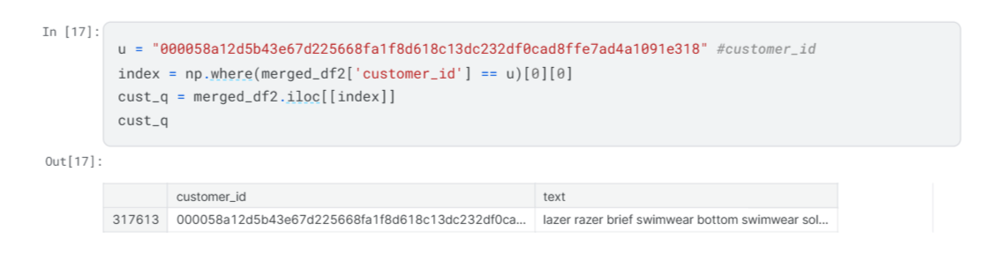 In [17]:
u = "000058a12d5b43e67d225668fa1f8d618c13dc232df0cad8ffe7ad4a1091e318" #customer_id
index = np.where(merged_df2['customer_id'] == u)[0][0]
cust_q = merged_df2.iloc[[index]]
cust_q
Out[17]:
customer_id text
317613 000058a12d5b43e67d225668fa1f8d618c13dc232df0ca... lazer razer brief swimwear bottom swimwear sol...